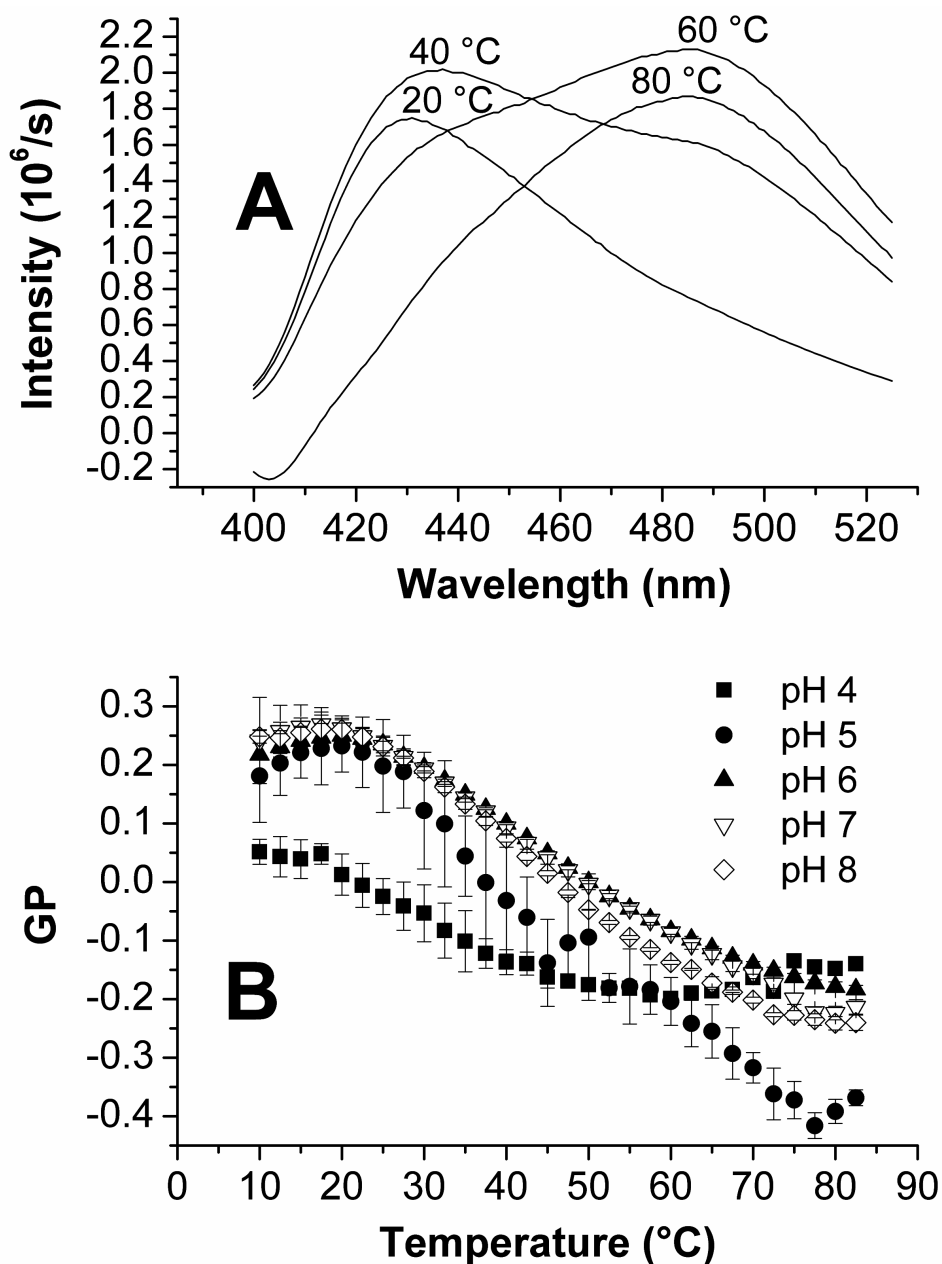 2.2
2.0
1.8
1.6
1.4
1.2
1.0
0.8
0.6
0.4
0.2
0.0
-0.2
Intensity (10⁶/s)
A
60 °C
40 °C
80 °C
20 °C
400 420 440 460 480 500 520
Wavelength (nm)
0.3
0.2
0.1
0.0
-0.1
-0.2
-0.3
-0.4
GP
B
pH 4
pH 5
pH 6
pH 7
pH 8
0 10 20 30 40 50 60 70 80 90
Temperature (°C)